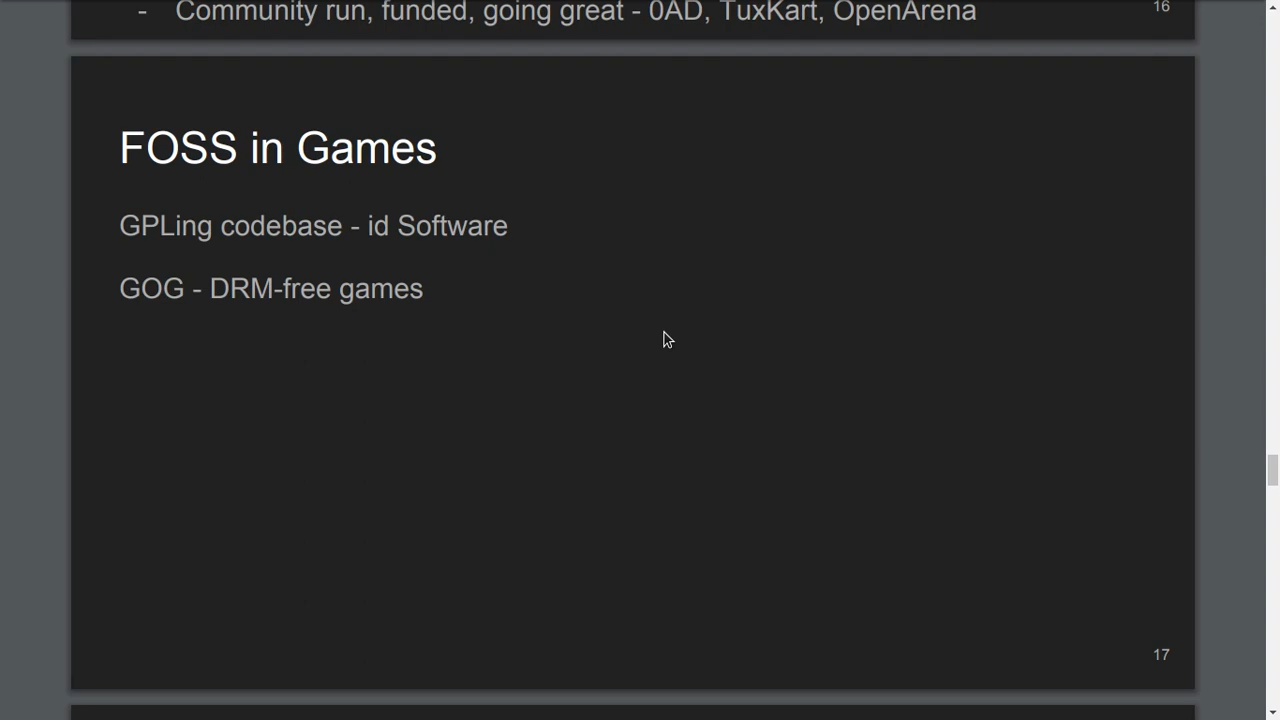 - Community run, funded, going great - 0AD, TuxKart, OpenArena
16
FOSS in Games
GPLing codebase - id Software
GOG - DRM-free games
17